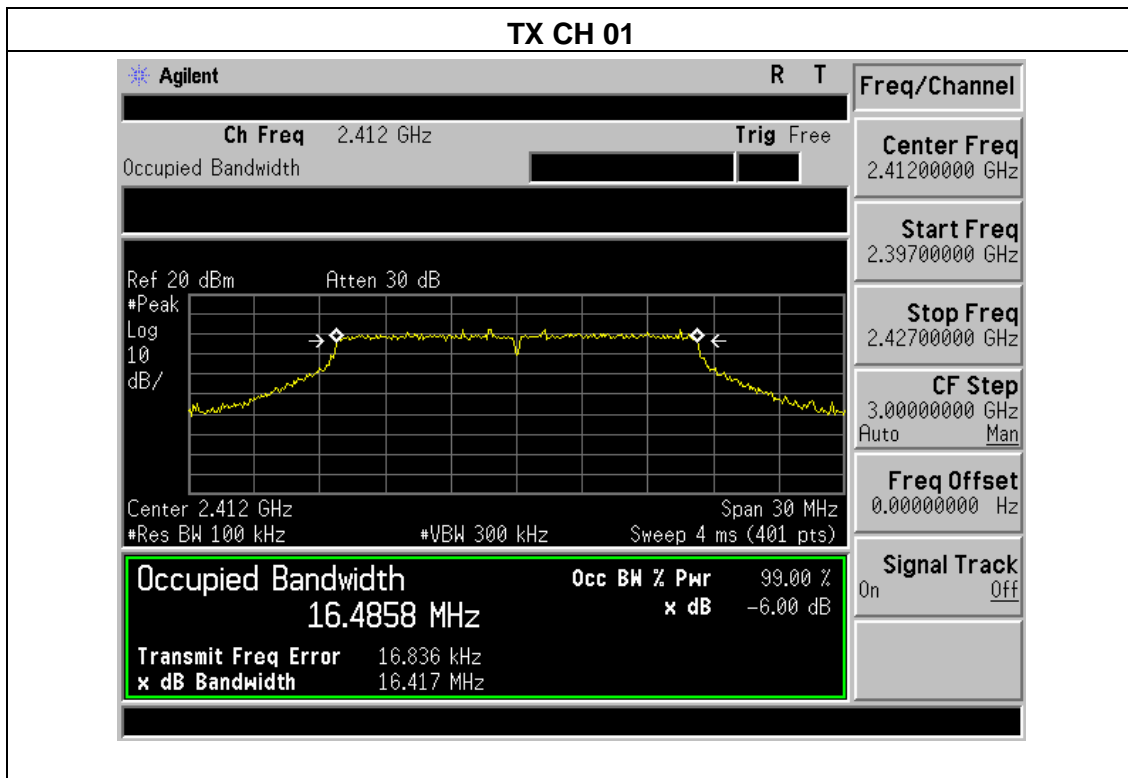 TX CH 01
Agilent
R T
Ch Freq 2.412 GHz
Trig Free
Occupied Bandwidth
Ref 20 dBm
Atten 30 dB
#Peak
Log
10
dB/
Center 2.412 GHz
Span 30 MHz
#Res BW 100 kHz
#VBW 300 kHz
Sweep 4 ms (401 pts)
Occupied Bandwidth
16.4858 MHz
Occ BW % Pwr 99.00 %
x dB -6.00 dB
Transmit Freq Error 16.836 kHz
x dB Bandwidth 16.417 MHz
Freq/Channel
Center Freq
2.41200000 GHz
Start Freq
2.39700000 GHz
Stop Freq
2.42700000 GHz
CF Step
3.00000000 GHz
Auto Man
Freq Offset
0.00000000 Hz
Signal Track
On Off